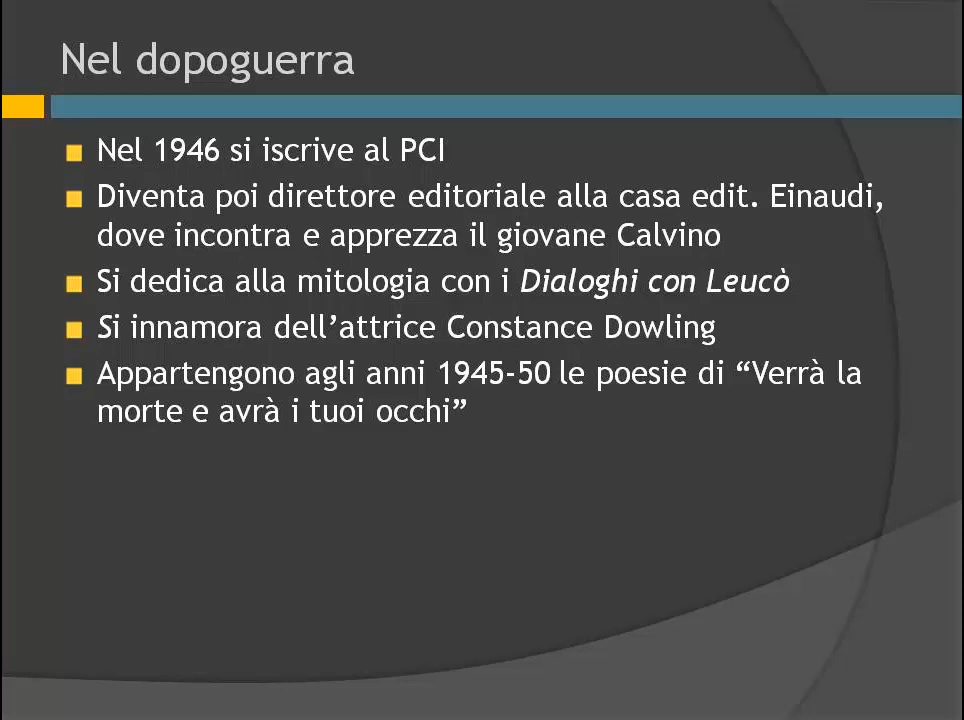 Nel dopoguerra
Nel 1946 si iscrive al PCI
Diventa poi direttore editoriale alla casa edit. Einaudi,
dove incontra e apprezza il giovane Calvino
Si dedica alla mitologia con i Dialoghi con Leucò
Si innamora dell’attrice Constance Dowling
Appartengono agli anni 1945-50 le poesie di “Verrà la
morte e avrà i tuoi occhi”